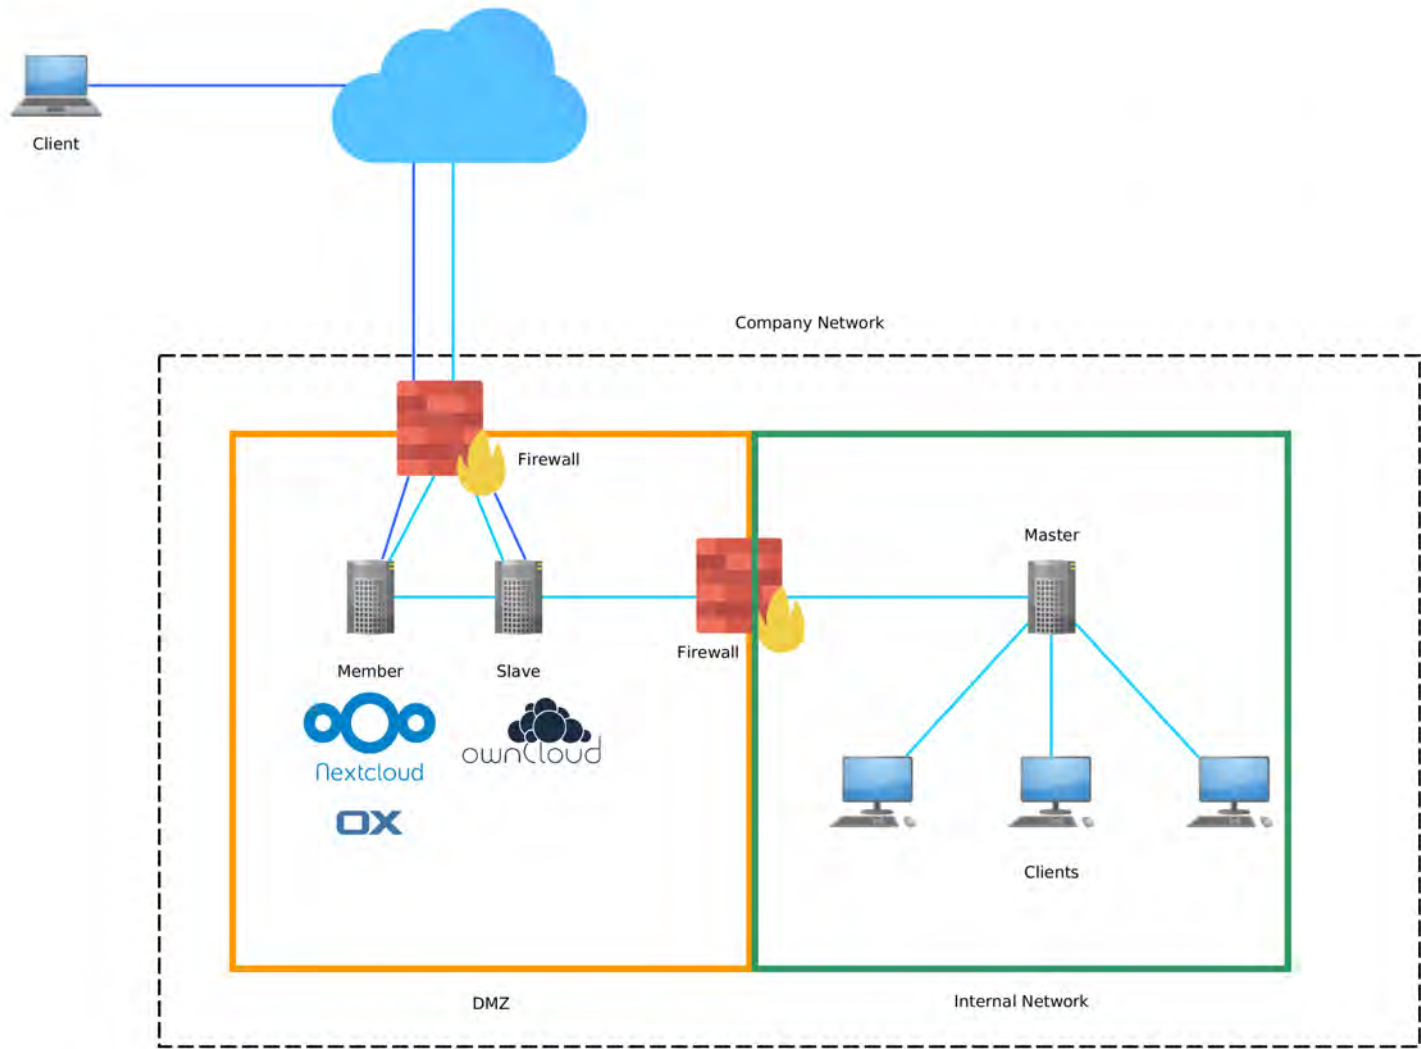 Client
Company Network
Firewall
Master
Firewall
Member
Slave
Nextcloud
ownCloud
OX
Clients
DMZ
Internal Network